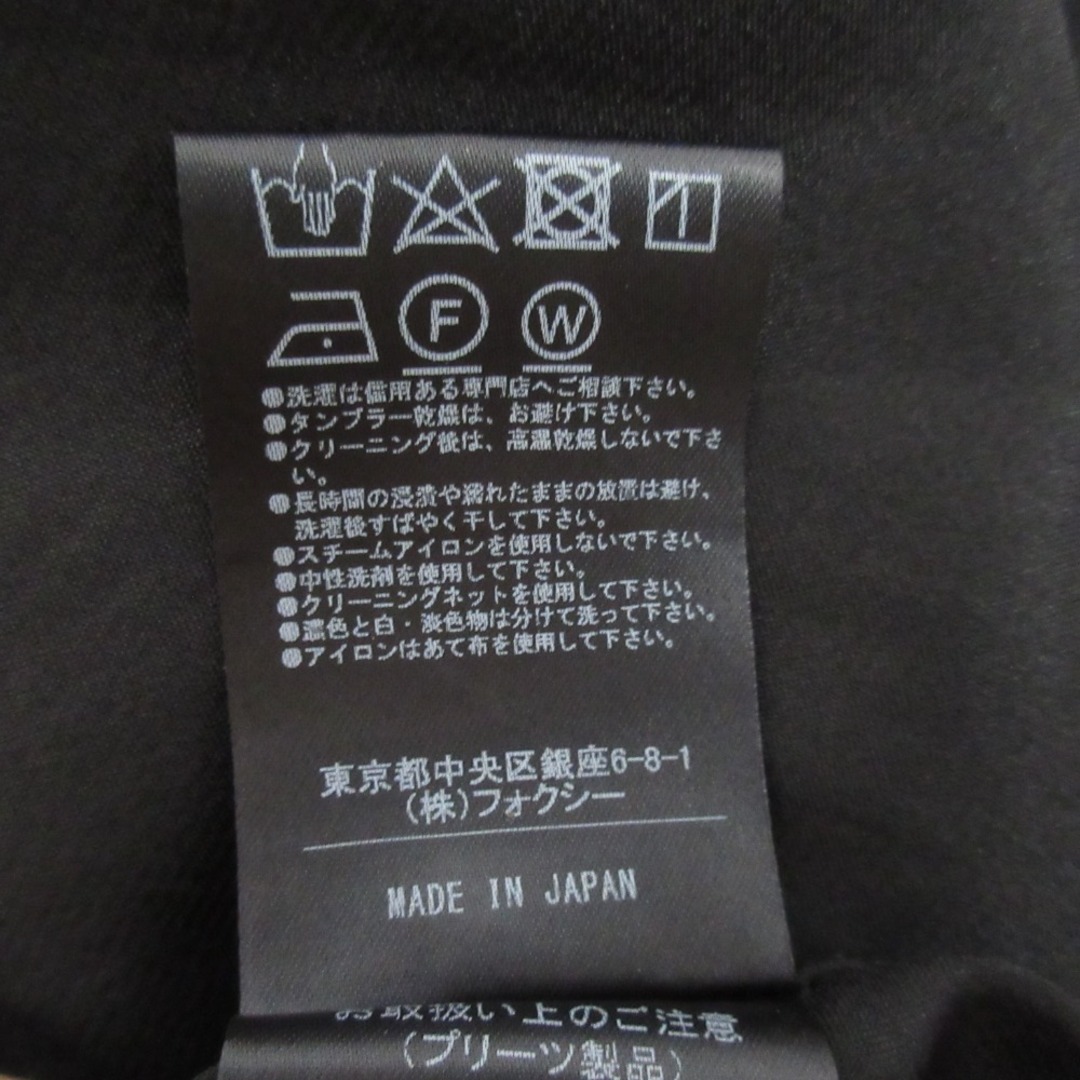 F W
●洗濯は信用ある専門店へご相談下さい。
●タンブラー乾燥は、お避け下さい。
●クリーニング後は、高温乾燥しないで下さ
い。
●長時間の浸漬や濡れたままの放置は避け、
洗濯後すばやく干して下さい。
●スチームアイロンを使用しないで下さい。
●中性洗剤を使用して下さい。
●クリーニングネットを使用して下さい。
●濃色と白・淡色物は分けて洗って下さい。
●アイロンはあて布を使用して下さい。
東京都中央区銀座6-8-1
(株)フォクシー
MADE IN JAPAN
お取扱い上のご注意
(プリーツ製品)